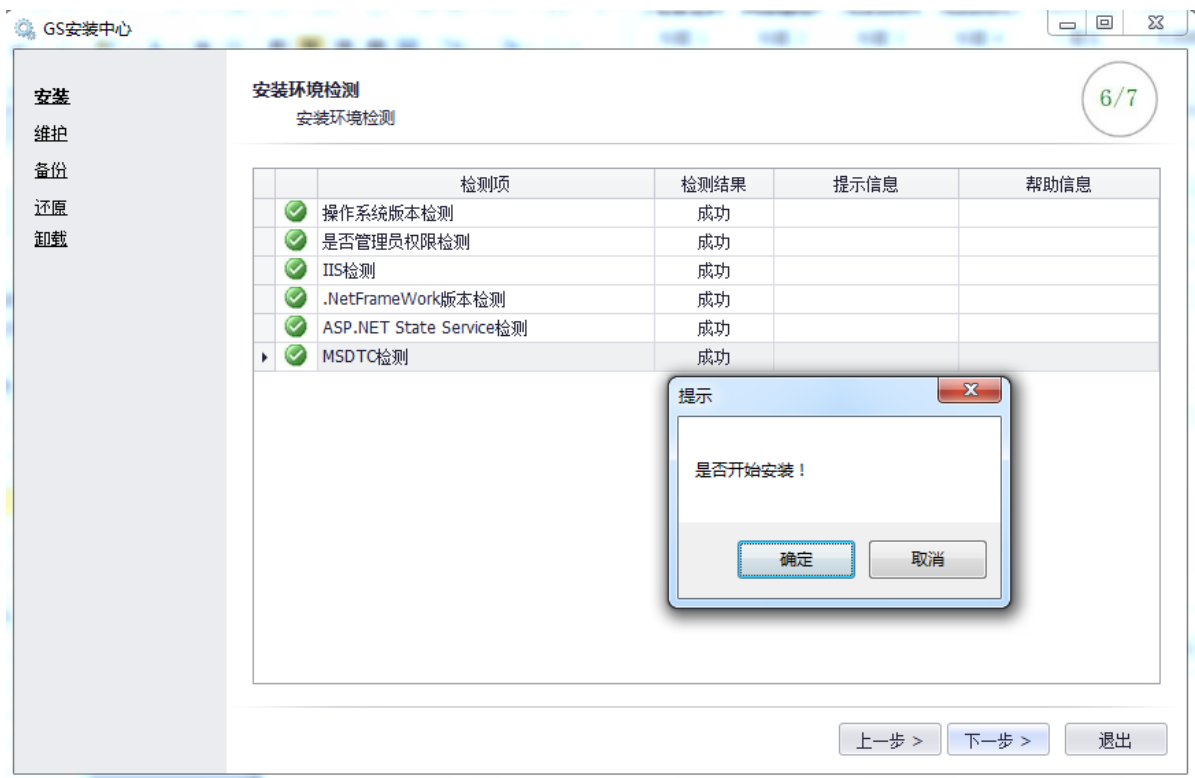 GS安装中心
安装
维护
备份
还原
卸载
安装环境检测
安装环境检测
6/7
检测项 检测结果 提示信息 帮助信息
操作系统版本检测 成功
是否管理员权限检测 成功
IIS检测 成功
.NetFrameWork版本检测 成功
ASP.NET State Service检测 成功
MSDTC检测 成功
提示
是否开始安装！
确定 取消
上一步 > 下一步 > 退出